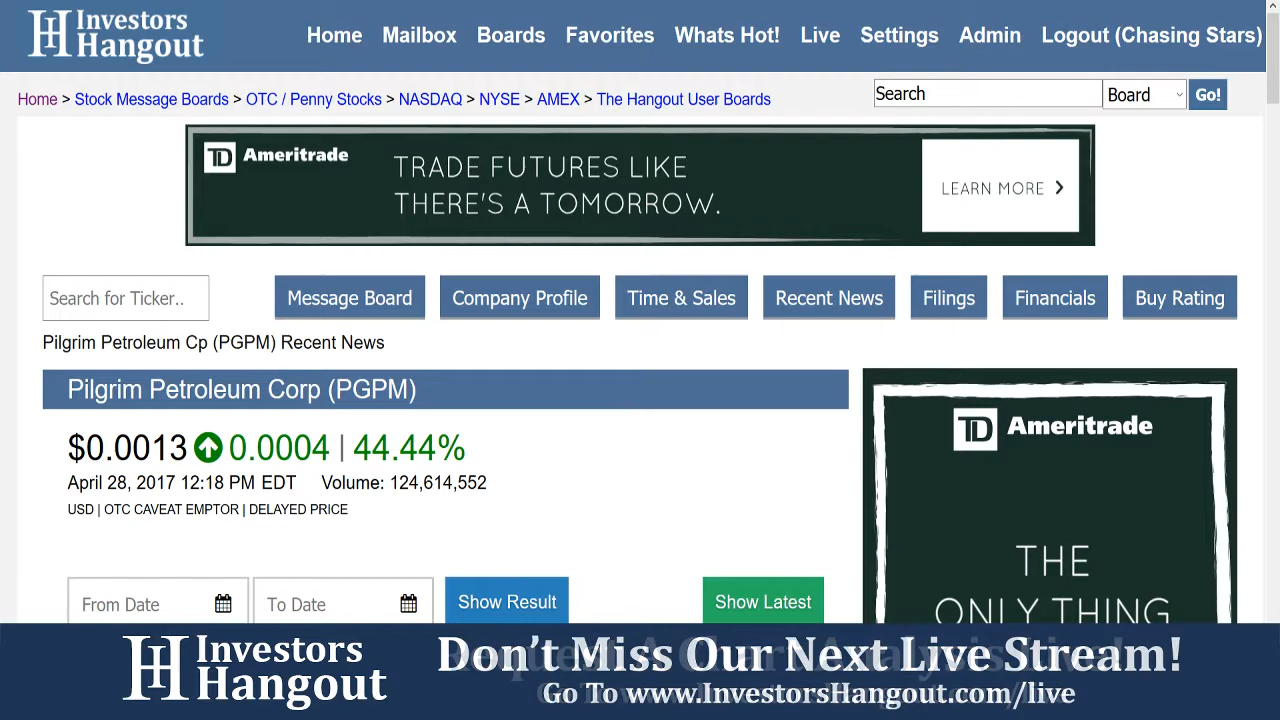 Investors
Hangout
Home Mailbox Boards Favorites Whats Hot! Live Settings Admin Logout (Chasing Stars)
Home > Stock Message Boards > OTC / Penny Stocks > NASDAQ > NYSE > AMEX > The Hangout User Boards
Search Board Go!
TD Ameritrade
TRADE FUTURES LIKE
THERE'S A TOMORROW.
LEARN MORE >
Search for Ticker..
Message Board Company Profile Time & Sales Recent News Filings Financials Buy Rating
Pilgrim Petroleum Cp (PGPM) Recent News
Pilgrim Petroleum Corp (PGPM)
$0.0013 0.0004 | 44.44%
April 28, 2017 12:18 PM EDT Volume: 124,614,552
USD | OTC CAVEAT EMPTOR | DELAYED PRICE
From Date To Date Show Result Show Latest
TD Ameritrade
THE
ONLY THING
IH Investors
Hangout
Don’t Miss Our Next Live Stream!
Go To www.InvestorsHangout.com/live